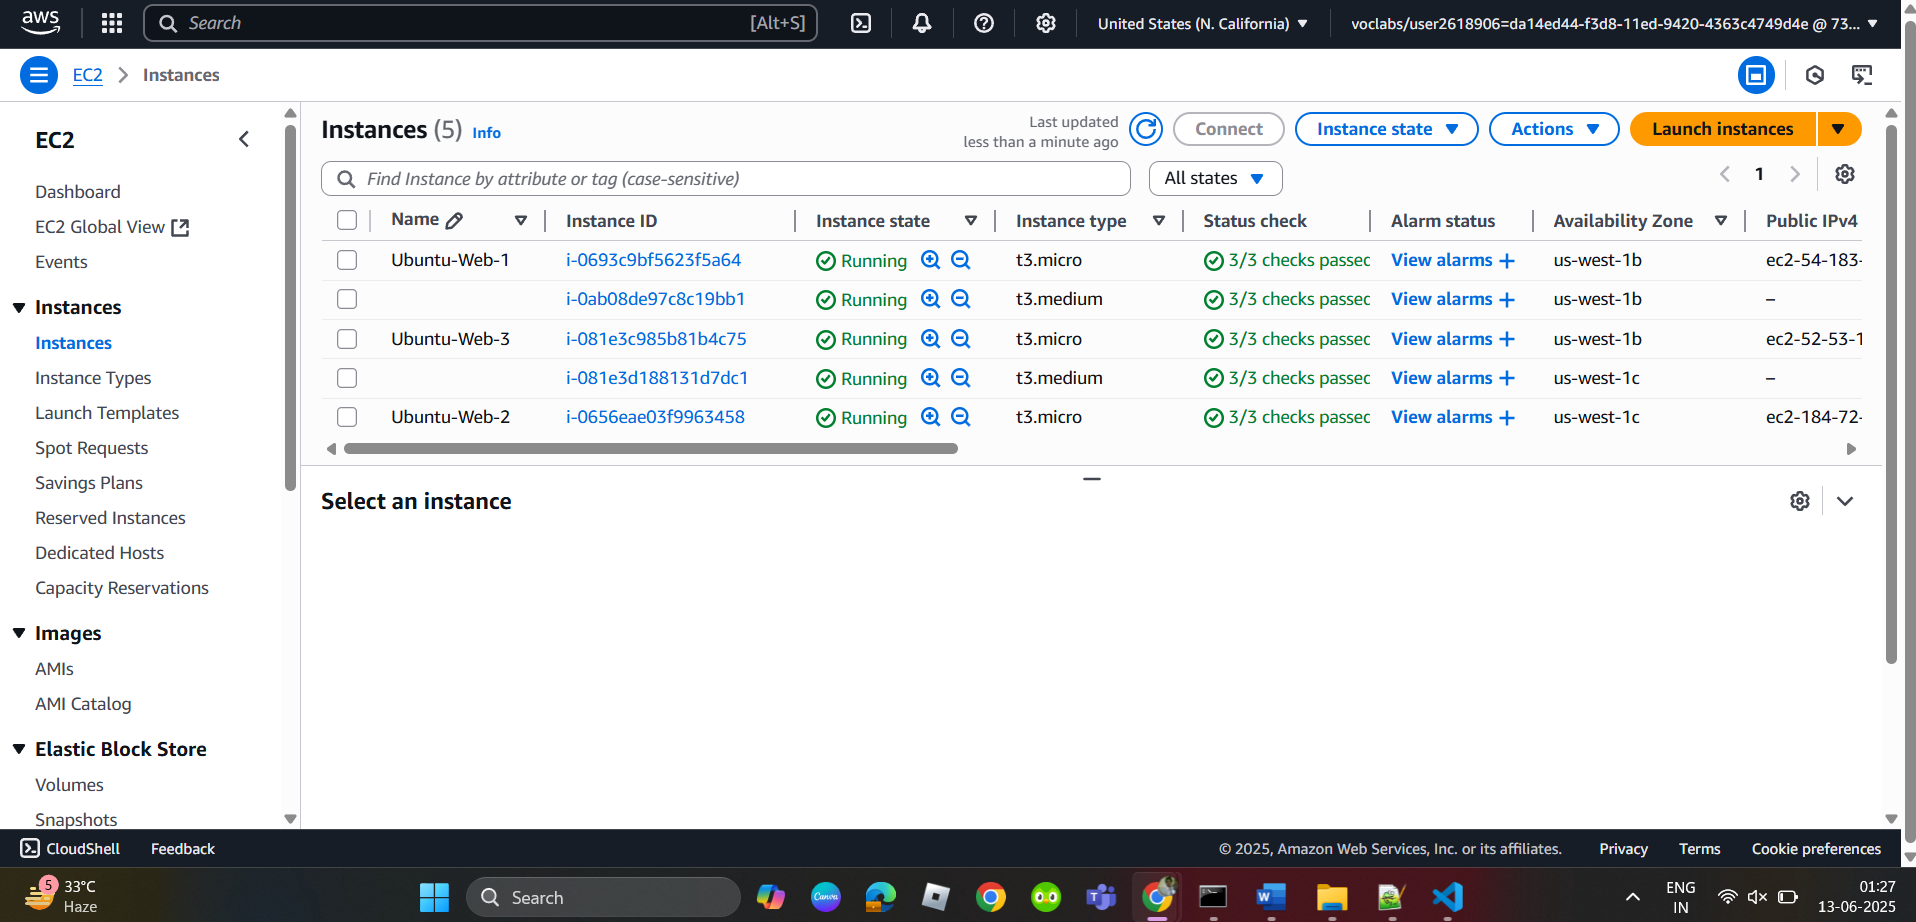 aws
Search [Alt+S]
United States (N. California)
voclabs/user2618906=da14ed44-f3d8-11ed-9420-4363c4749d4e @ 73...
EC2 > Instances
EC2
Dashboard
EC2 Global View
Events
Instances
Instances
Instance Types
Launch Templates
Spot Requests
Savings Plans
Reserved Instances
Dedicated Hosts
Capacity Reservations
Images
AMIs
AMI Catalog
Elastic Block Store
Volumes
Snapshots
Instances (5) Info
Last updated
less than a minute ago
Connect
Instance state
Actions
Launch instances
Find Instance by attribute or tag (case-sensitive)
All states
1
Name Instance ID Instance state Instance type Status check Alarm status Availability Zone Public IPv4
Ubuntu-Web-1 i-0693c9bf5623f5a64 Running t3.micro 3/3 checks passed View alarms + us-west-1b ec2-54-183-
i-0ab08de97c8c19bb1 Running t3.medium 3/3 checks passed View alarms + us-west-1b –
Ubuntu-Web-3 i-081e3c985b81b4c75 Running t3.micro 3/3 checks passed View alarms + us-west-1b ec2-52-53-1
i-081e3d188131d7dc1 Running t3.medium 3/3 checks passed View alarms + us-west-1c –
Ubuntu-Web-2 i-0656eae03f9963458 Running t3.micro 3/3 checks passed View alarms + us-west-1c ec2-184-72-
Select an instance
CloudShell Feedback
© 2025, Amazon Web Services, Inc. or its affiliates. Privacy Terms Cookie preferences
5
33°C
Haze
Search
Canva
ENG
IN
01:27
13-06-2025